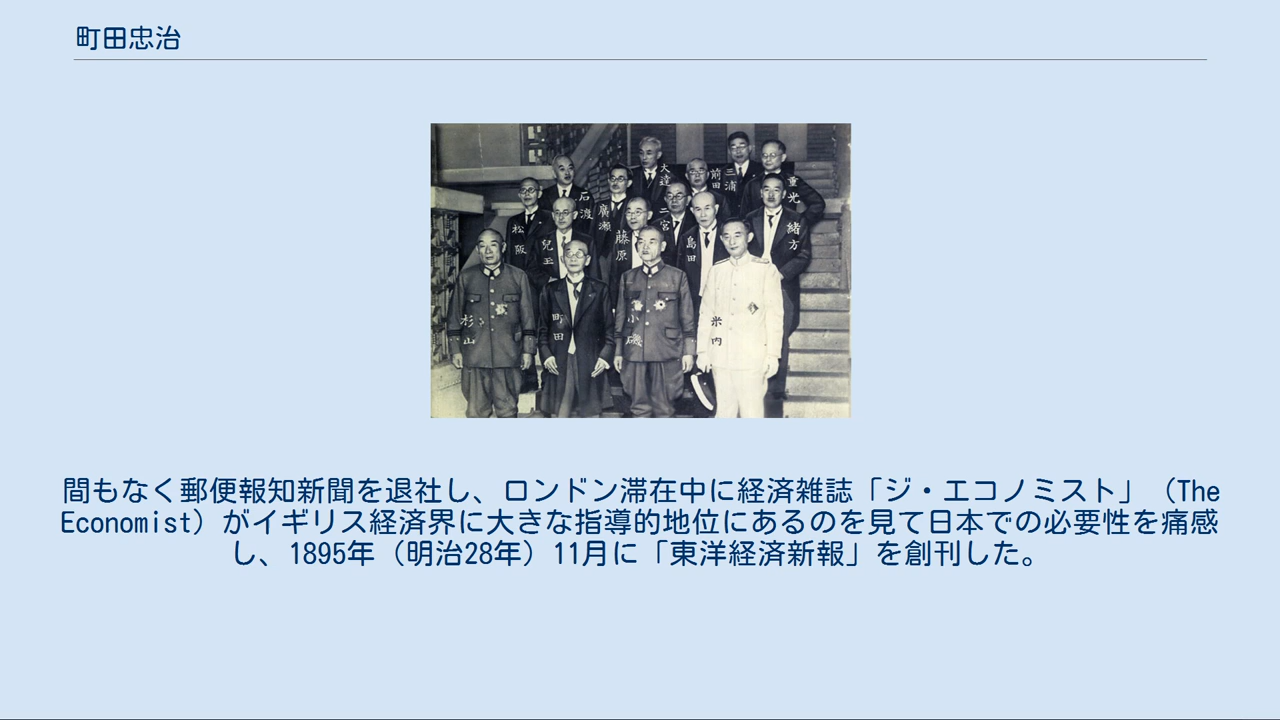 町田忠治
大達
三浦
前田
重光
石渡
廣瀬
二宮
緒方
松阪
兒玉
藤原
島田
杉山
町田
小磯
米内
間もなく郵便報知新聞を退社し、ロンドン滞在中に経済雑誌「ジ・エコノミスト」（The
Economist）がイギリス経済界に大きな指導的地位にあるのを見て日本での必要性を痛感
し、1895年（明治28年）11月に「東洋経済新報」を創刊した。